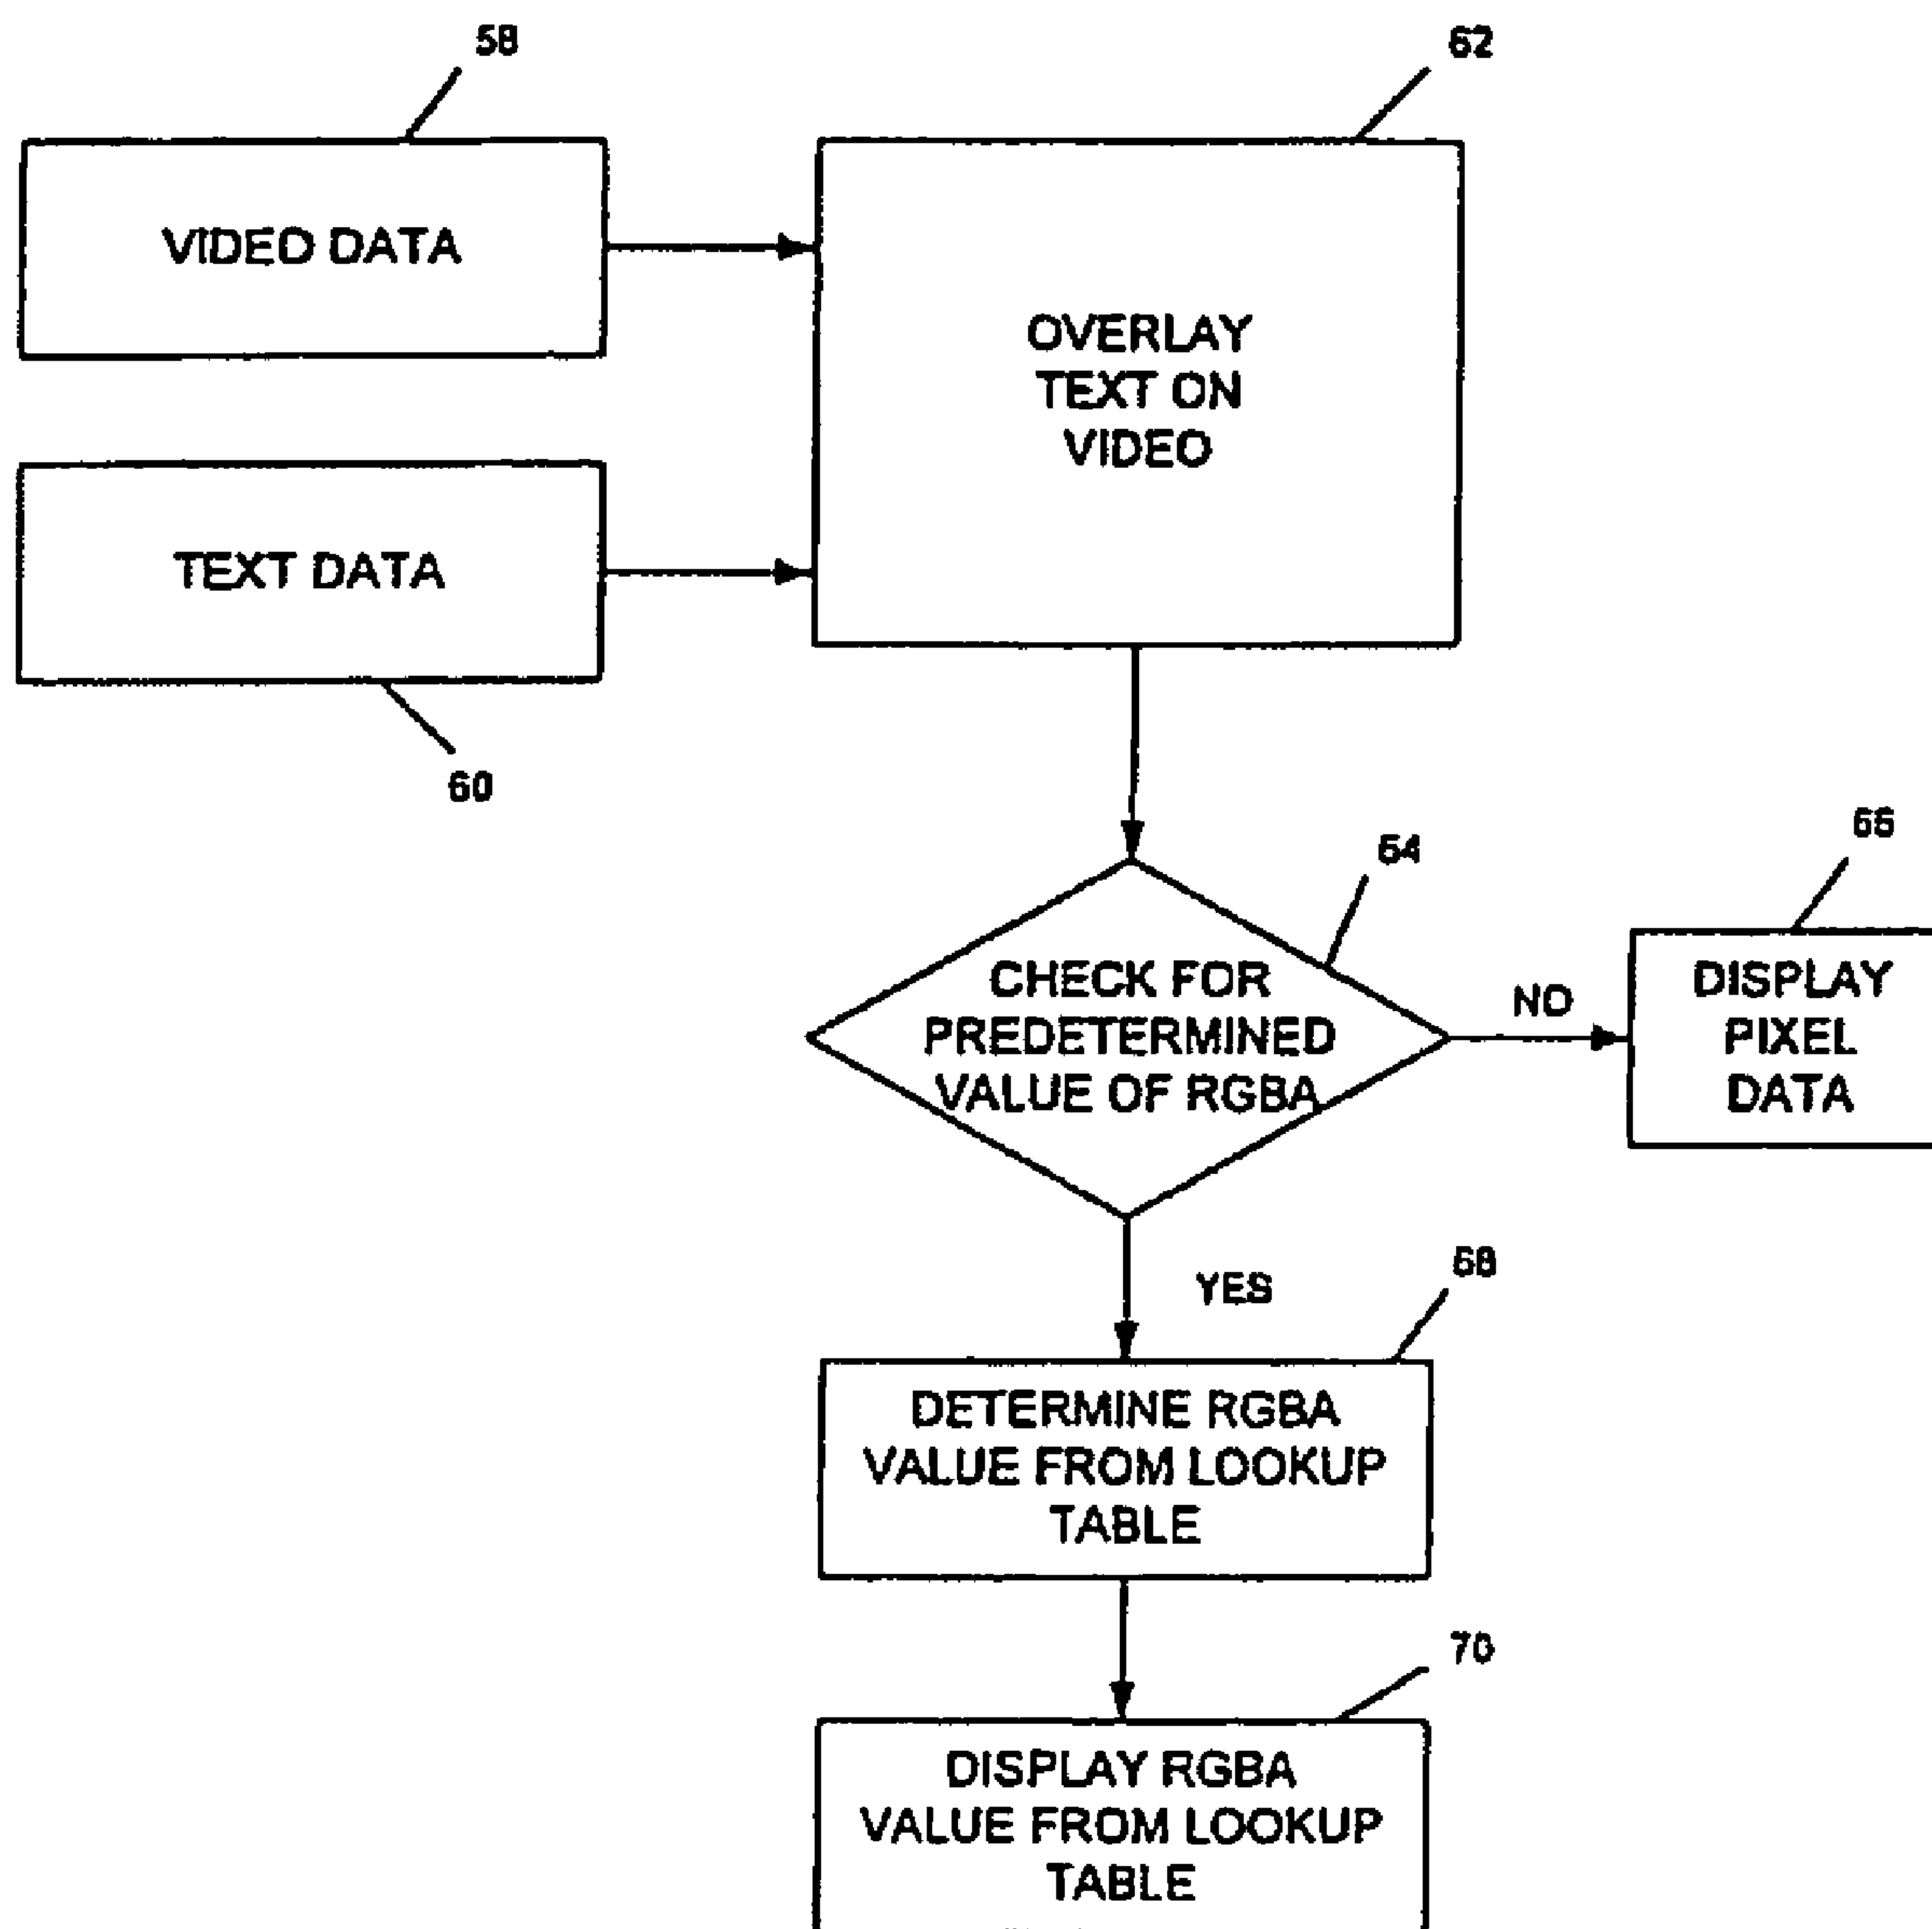 58
62
VIDEO DATA
OVERLAY
TEXT ON
VIDEO
TEXT DATA
60
64
66
CHECK FOR
PREDETERMINED
VALUE OF RGBA
NO
DISPLAY
PIXEL
DATA
YES
68
DETERMINE RGBA
VALUE FROM LOOKUP
TABLE
70
DISPLAY RGBA
VALUE FROM LOOKUP
TABLE